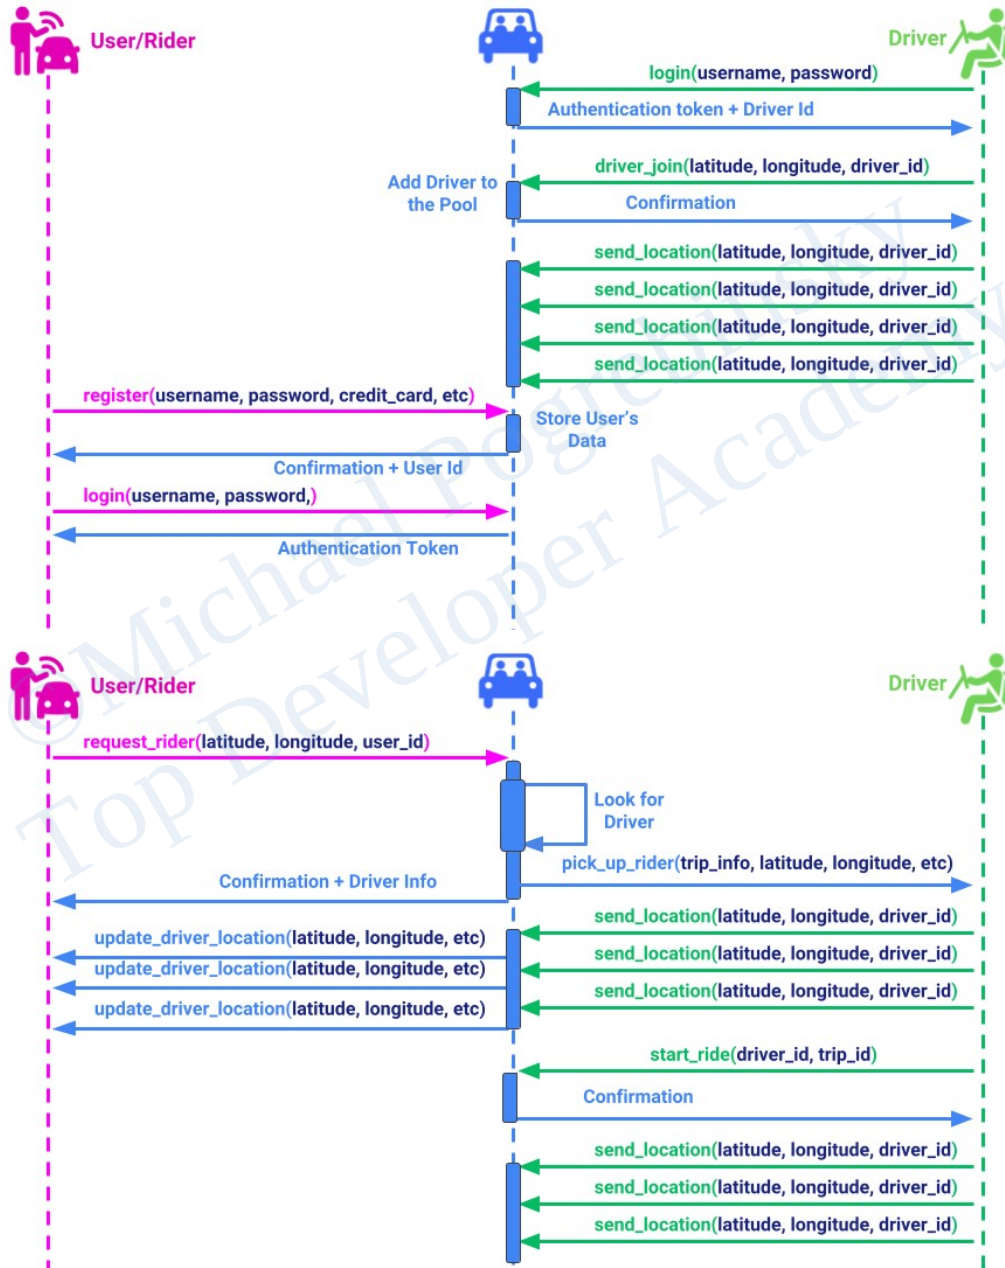 User/Rider
Driver
login(username, password)
Authentication token + Driver Id
driver_join(latitude, longitude, driver_id)
Add Driver to
the Pool
Confirmation
send_location(latitude, longitude, driver_id)
send_location(latitude, longitude, driver_id)
send_location(latitude, longitude, driver_id)
send_location(latitude, longitude, driver_id)
register(username, password, credit_card, etc)
Store User's
Data
Confirmation + User Id
login(username, password,)
Authentication Token
User/Rider
Driver
request_rider(latitude, longitude, user_id)
Look for
Driver
pick_up_rider(trip_info, latitude, longitude, etc)
Confirmation + Driver Info
send_location(latitude, longitude, driver_id)
update_driver_location(latitude, longitude, etc)
send_location(latitude, longitude, driver_id)
update_driver_location(latitude, longitude, etc)
send_location(latitude, longitude, driver_id)
update_driver_location(latitude, longitude, etc)
start_ride(driver_id, trip_id)
Confirmation
send_location(latitude, longitude, driver_id)
send_location(latitude, longitude, driver_id)
send_location(latitude, longitude, driver_id)
©Michael Pogrebinsky
Top Developer Academy